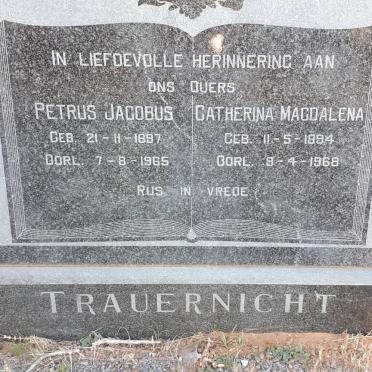 IN LIEFDEVOLLE HERINNERING AAN
ONS OUERS
PETRUS JACOBUS
GEB. 21-11-1897
OORL. 7-8-1965
CATHERINA MAGDALENA
GEB. 11-5-1894
OORL. 9-4-1968
RUS IN VREDE
TRAUERNICHT